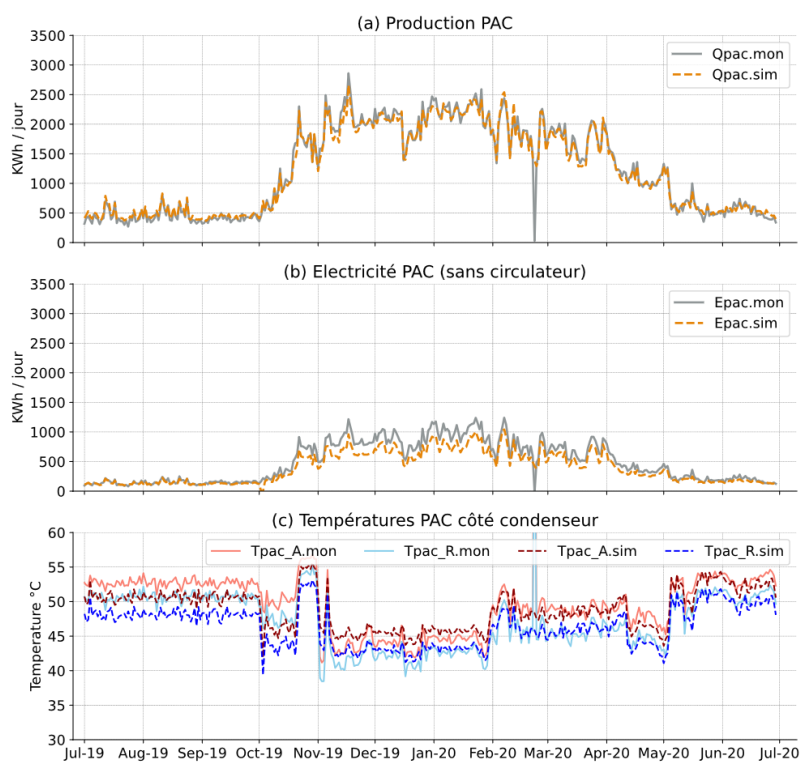 (a) Production PAC
3500
3000
2500
2000
1500
1000
500
0
KWh / jour
Qpac.mon
Qpac.sim
(b) Electricité PAC (sans circulateur)
3500
3000
2500
2000
1500
1000
500
0
KWh / jour
Epac.mon
Epac.sim
(c) Températures PAC côté condenseur
60
55
50
45
40
35
30
Temperature °C
Tpac_A.mon Tpac_R.mon Tpac_A.sim Tpac_R.sim
Jul-19 Aug-19 Sep-19 Oct-19 Nov-19 Dec-19 Jan-20 Feb-20 Mar-20 Apr-20 May-20 Jun-20 Jul-20